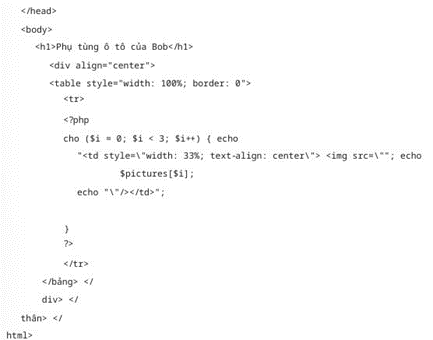 </head>
<body>
<h1>Phụ tùng ô tô của Bob</h1>
<div align="center">
<table style="width: 100%; border: 0">
<tr>
<?php
cho ($i = 0; $i < 3; $i++) { echo
"<td style=\"width: 33%; text-align: center\"> <img src=\""; echo
$pictures[$i];
echo "\"/></td>";
}
?>
</tr>
</bảng> </
div> </
thân> </
html>